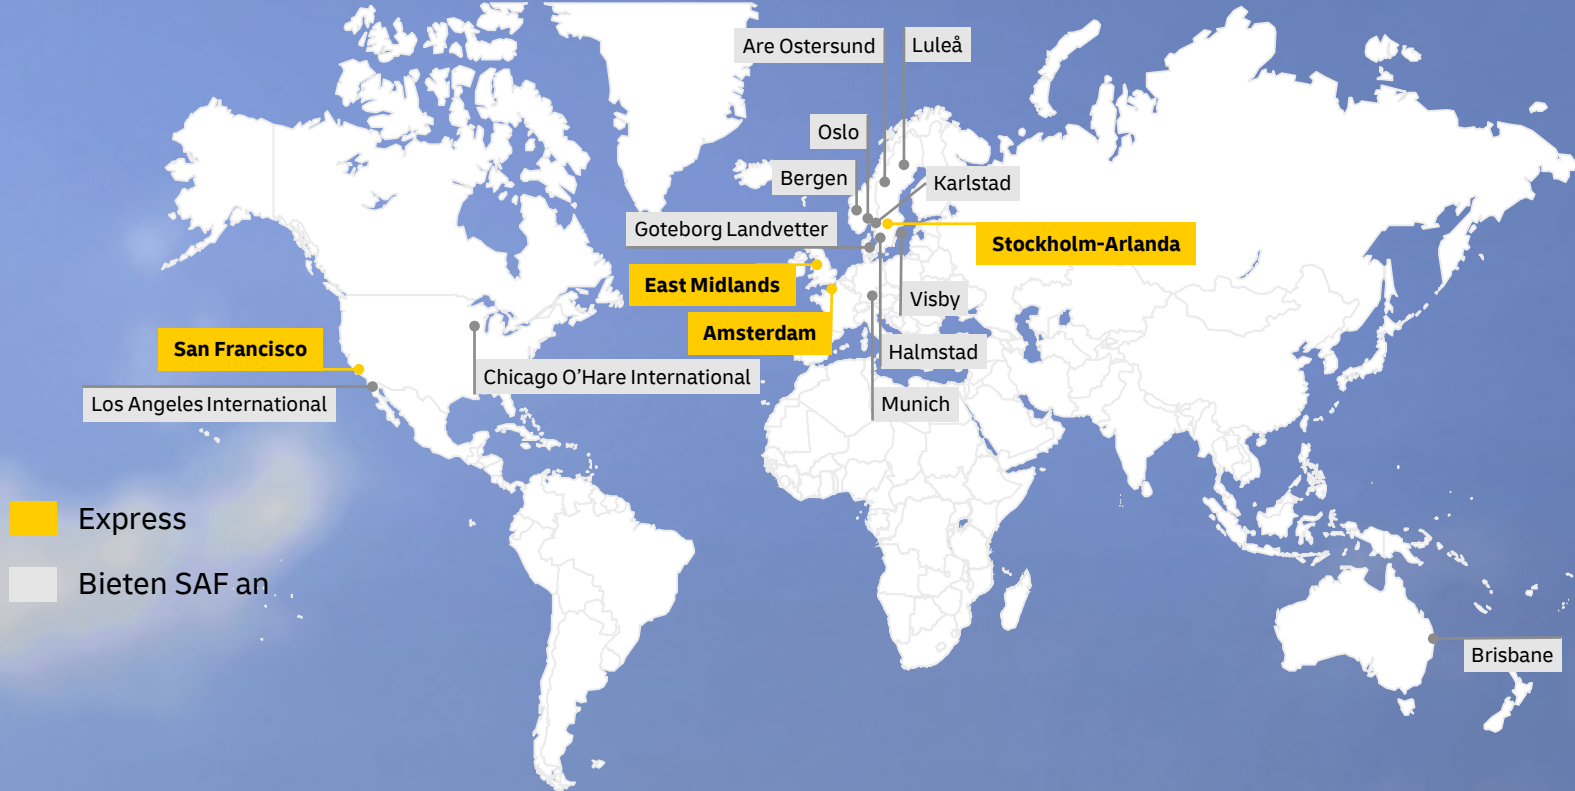 Are Ostersund
Luleå
Oslo
Bergen
Karlstad
Goteborg Landvetter
Stockholm-Arlanda
East Midlands
Visby
Amsterdam
San Francisco
Halmstad
Chicago O’Hare International
Los Angeles International
Munich
Express
Bieten SAF an
Brisbane